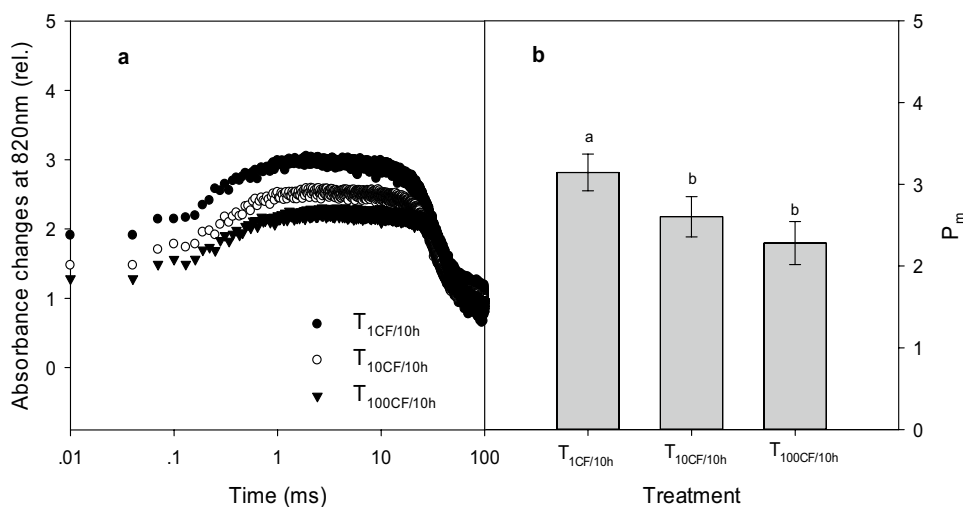 a
b
Absorbance changes at 820nm (rel.)
5
4
3
2
1
0
T1CF/10h
T10CF/10h
T100CF/10h
.01
.1
1
10
100
Time (ms)
a
b
b
5
4
3
2
1
0
Pm
T1CF/10h
T10CF/10h
T100CF/10h
Treatment